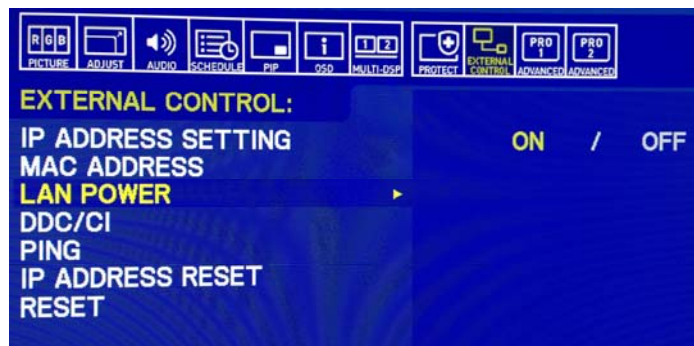 RGB
1 2
PRO 1
PRO 2
PICTURE ADJUST AUDIO SCHEDULE PIP OSD MULTI-DSP PROTECT EXTERNAL CONTROL ADVANCED ADVANCED
EXTERNAL CONTROL:
IP ADDRESS SETTING ON / OFF
MAC ADDRESS
LAN POWER
DDC/CI
PING
IP ADDRESS RESET
RESET